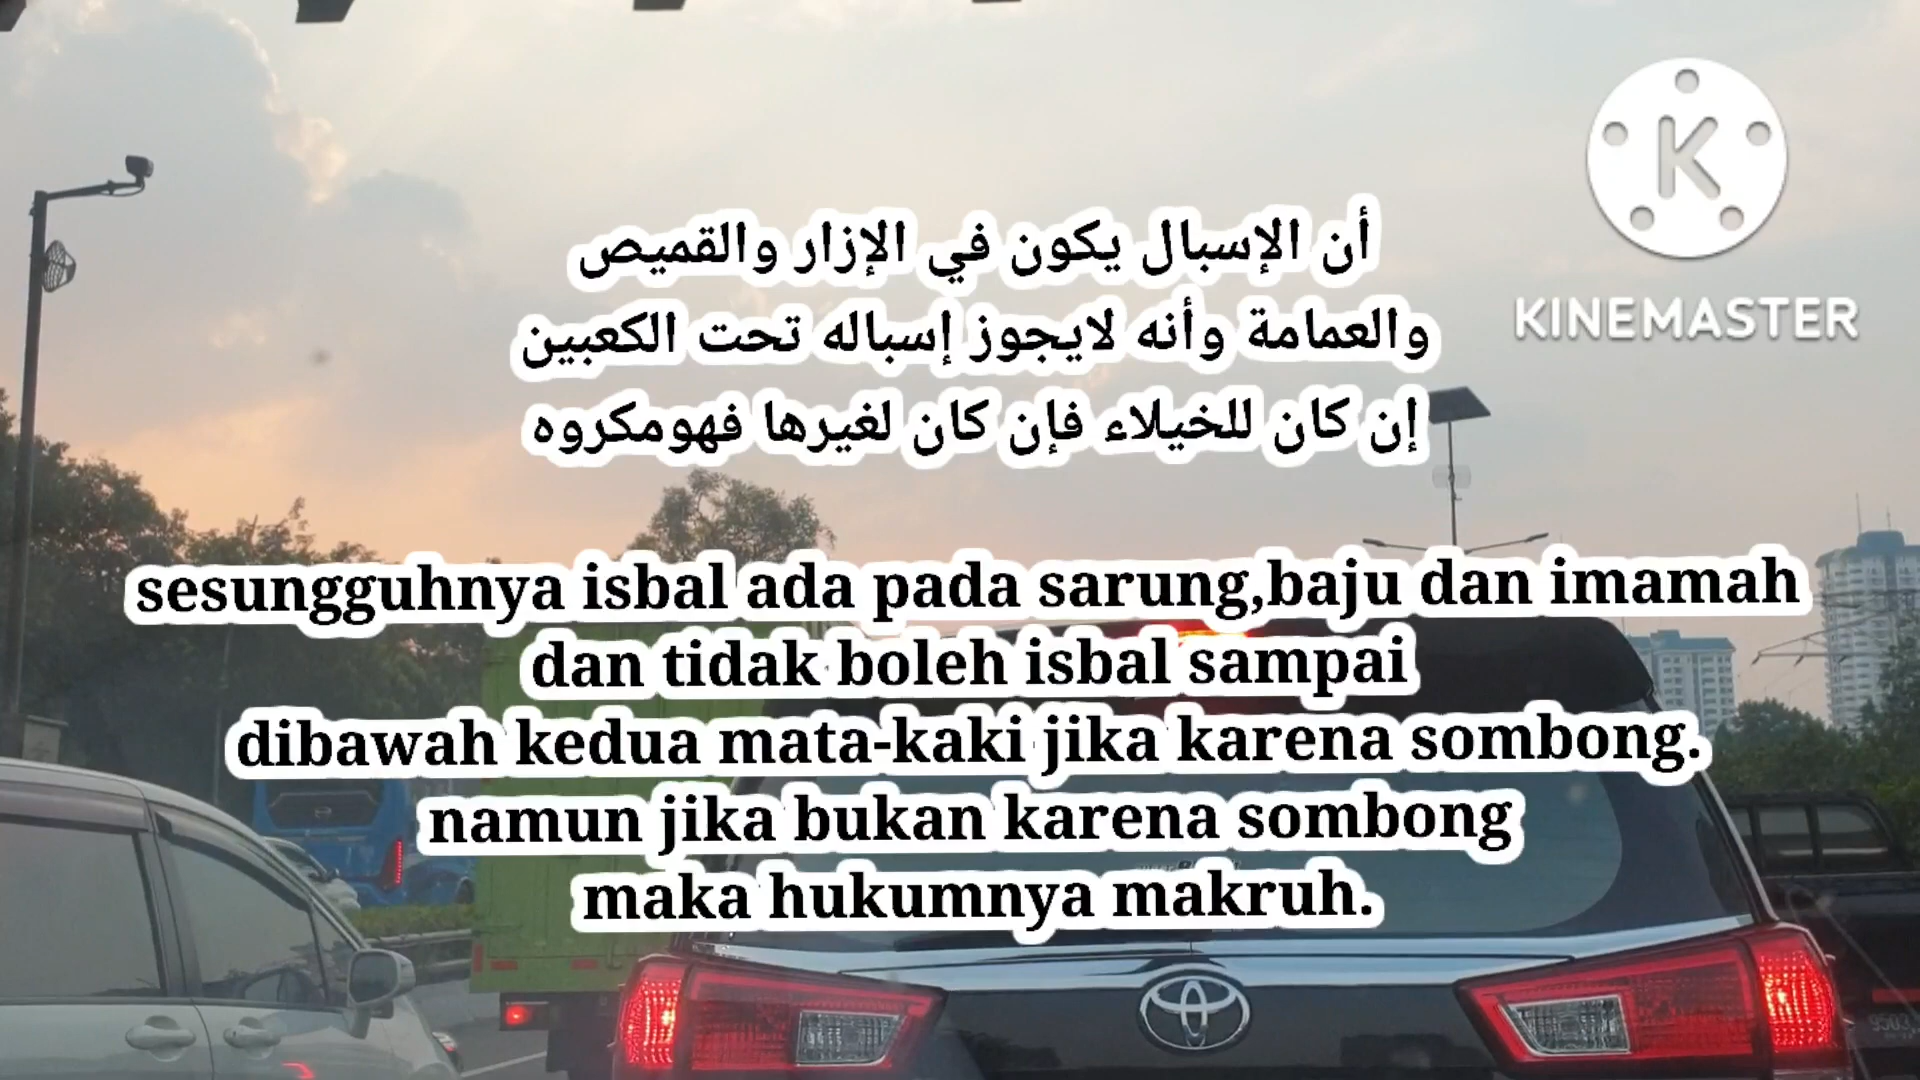 K
KINEMASTER
أن الإسبال يكون في الإزار والقميص
والعمامة وأنه لايجوز إسباله تحت الكعبين
إن كان للخيلاء فإن كان لغيرها فهومكروه
sesungguhnya isbal ada pada sarung,baju dan imamah
dan tidak boleh isbal sampai
dibawah kedua mata-kaki jika karena sombong.
namun jika bukan karena sombong
maka hukumnya makruh.